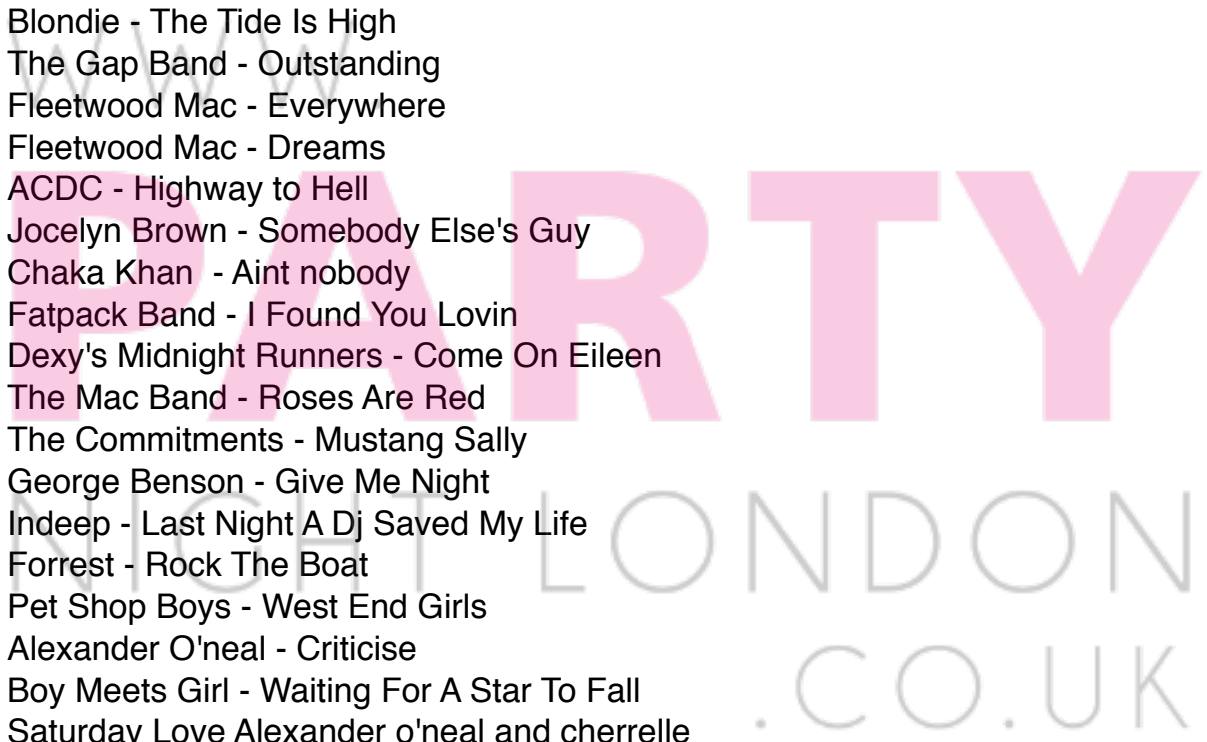 Blondie - The Tide Is High
The Gap Band - Outstanding
Fleetwood Mac - Everywhere
Fleetwood Mac - Dreams
ACDC - Highway to Hell
Jocelyn Brown - Somebody Else's Guy
Chaka Khan  - Aint nobody
Fatpack Band - I Found You Lovin
Dexy's Midnight Runners - Come On Eileen
The Mac Band - Roses Are Red
The Commitments - Mustang Sally
George Benson - Give Me Night
Indeep - Last Night A Dj Saved My Life
Forrest - Rock The Boat
Pet Shop Boys - West End Girls
Alexander O'neal - Criticise
Boy Meets Girl - Waiting For A Star To Fall
Saturday Love Alexander o'neal and cherrelle
WWW
PARTY
NIGHT LONDON
.CO.UK